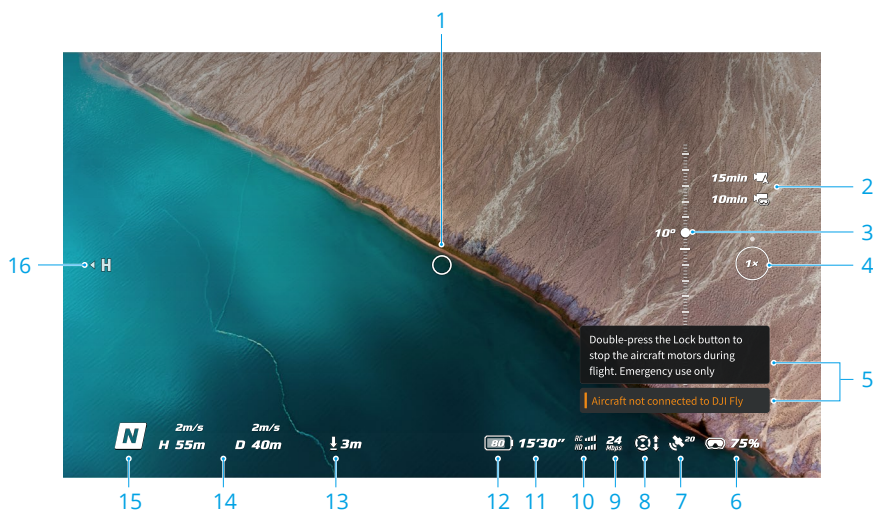 1
15min
2
10min
10°
3
16
H
1×
4
Double-press the Lock button to
stop the aircraft motors during
flight. Emergency use only
5
Aircraft not connected to DJI Fly
N
2m/s
H 55m
2m/s
D 40m
3m
80
15'30"
RC
HD
24
Mbps
20
75%
15
14
13
12
11
10
9
8
7
6